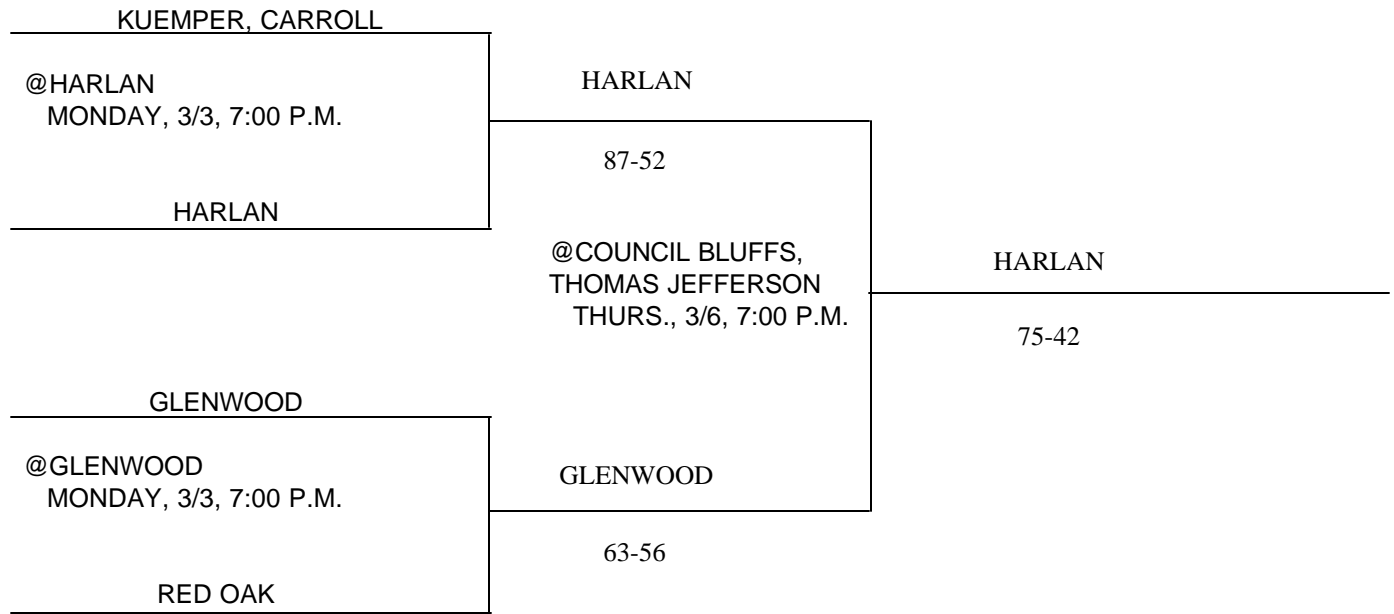 KUEMPER, CARROLL
@HARLAN
MONDAY, 3/3, 7:00 P.M.
HARLAN
HARLAN
87-52
@COUNCIL BLUFFS,
THOMAS JEFFERSON
THURS., 3/6, 7:00 P.M.
HARLAN
75-42
GLENWOOD
@GLENWOOD
MONDAY, 3/3, 7:00 P.M.
RED OAK
GLENWOOD
63-56